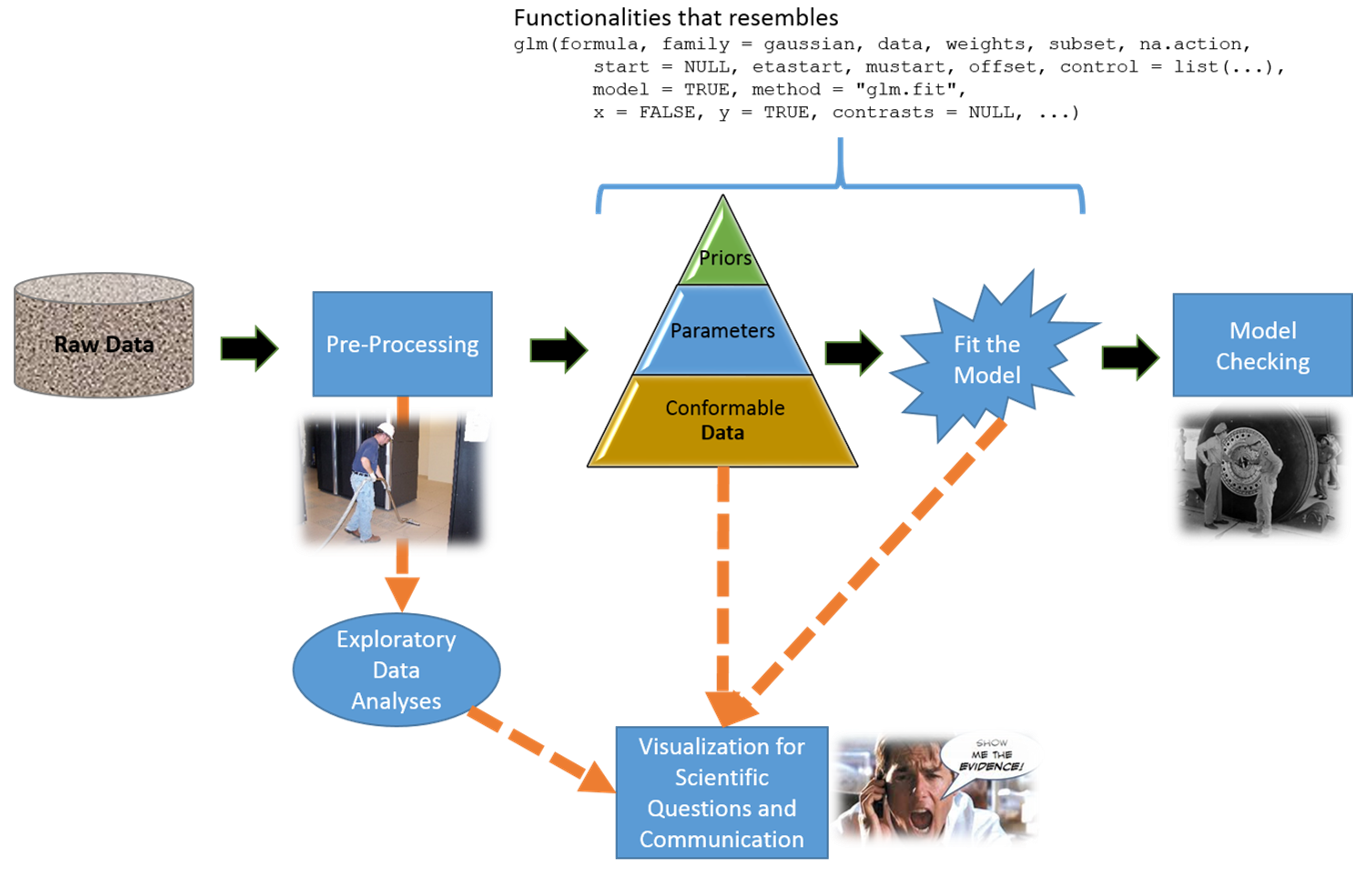 Functionalities that resembles
glm(formula, family = gaussian, data, weights, subset, na.action,
start = NULL, etastart, mustart, offset, control = list(...),
model = TRUE, method = "glm.fit",
x = FALSE, y = TRUE, contrasts = NULL, ...)
Raw Data
Pre-Processing
Priors
Parameters
Conformable
Data
Fit the
Model
Model
Checking
Exploratory
Data
Analyses
Visualization for
Scientific
Questions and
Communication
SHOW
ME THE
EVIDENCE!